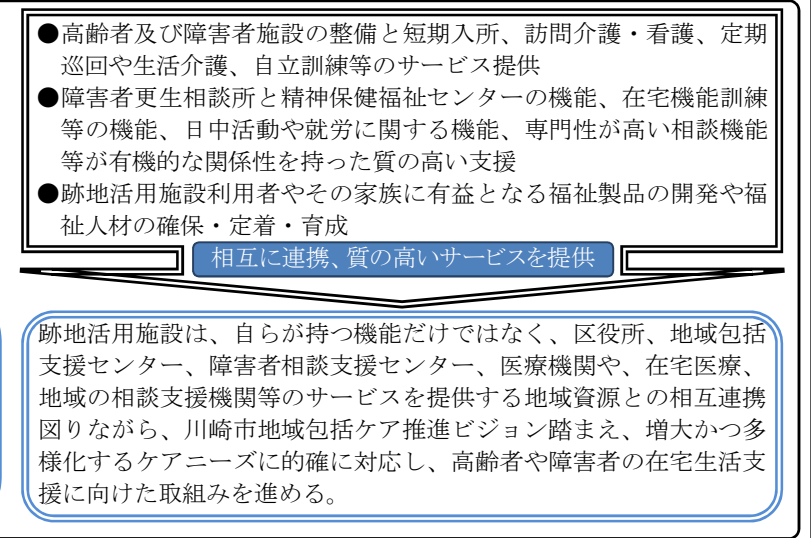 ●高齢者及び障害者施設の整備と短期入所、訪問介護・看護、定期
巡回や生活介護、自立訓練等のサービス提供
●障害者更生相談所と精神保健福祉センターの機能、在宅機能訓練
等の機能、日中活動や就労に関する機能、専門性が高い相談機能
等が有機的な関係性を持った質の高い支援
●跡地活用施設利用者やその家族に有益となる福祉製品の開発や福
祉人材の確保・定着・育成
相互に連携、質の高いサービスを提供
跡地活用施設は、自らが持つ機能だけではなく、区役所、地域包括
支援センター、障害者相談支援センター、医療機関や、在宅医療、
地域の相談支援機関等のサービスを提供する地域資源との相互連携
図りながら、川崎市地域包括ケア推進ビジョン踏まえ、増大かつ多
様化するケアニーズに的確に対応し、高齢者や障害者の在宅生活支
援に向けた取組みを進める。